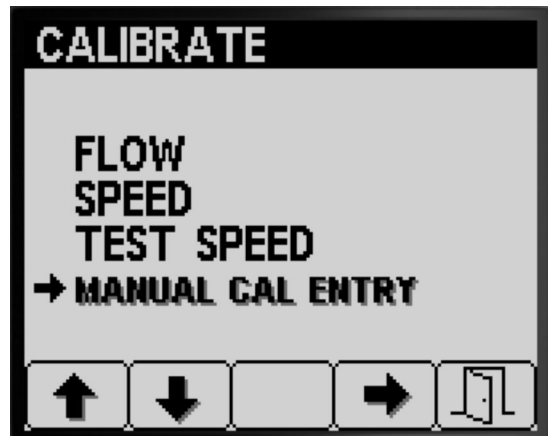 CALIBRATE
FLOW
SPEED
TEST SPEED
MANUAL CAL ENTRY